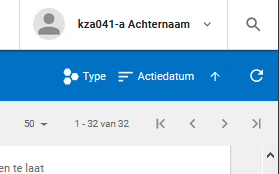 kza041-a Achternaam
Type Actiedatum
50 1 - 32 van 32
en te laat